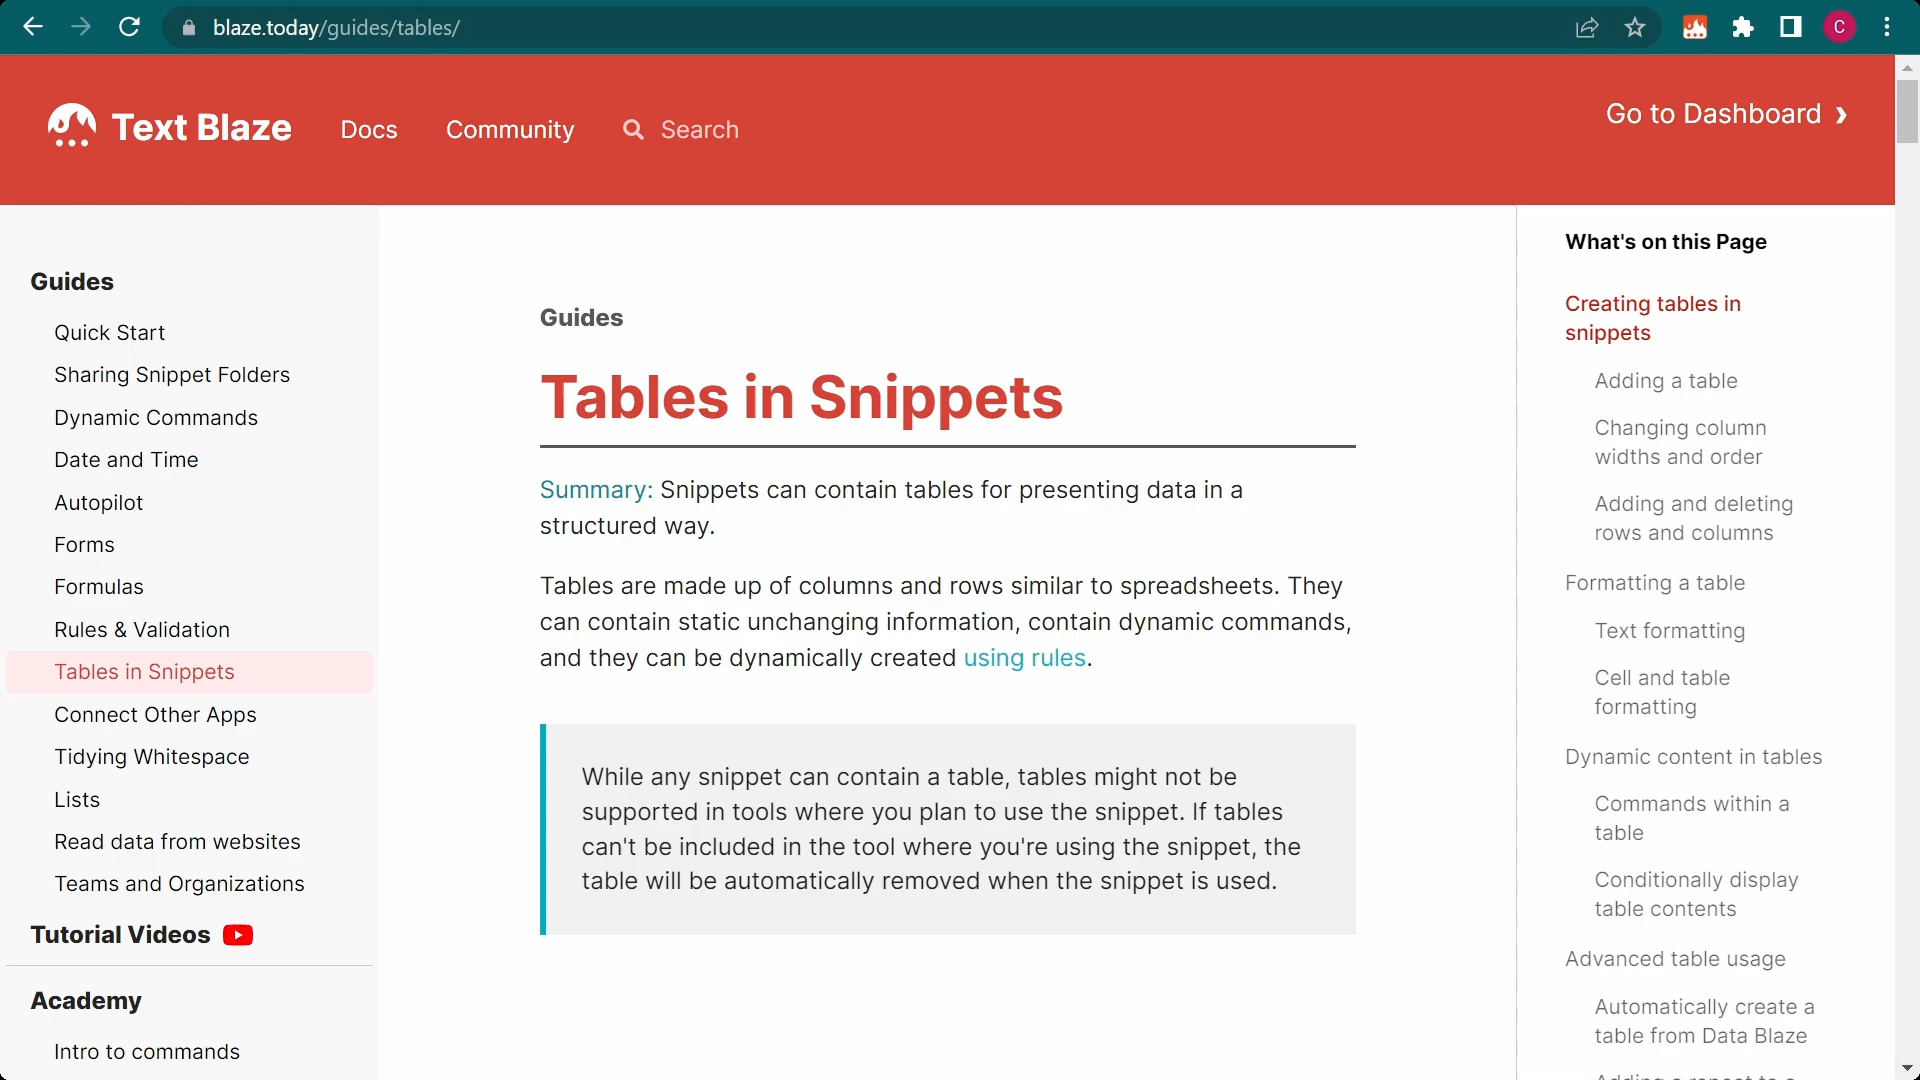 blaze.today/guides/tables/
C
Text Blaze
Docs
Community
Search
Go to Dashboard ❯
Guides
Quick Start
Sharing Snippet Folders
Dynamic Commands
Date and Time
Autopilot
Forms
Formulas
Rules & Validation
Tables in Snippets
Connect Other Apps
Tidying Whitespace
Lists
Read data from websites
Teams and Organizations
Tutorial Videos
Academy
Intro to commands
Guides
Tables in Snippets
Summary: Snippets can contain tables for presenting data in a
structured way.
Tables are made up of columns and rows similar to spreadsheets. They
can contain static unchanging information, contain dynamic commands,
and they can be dynamically created using rules.
While any snippet can contain a table, tables might not be
supported in tools where you plan to use the snippet. If tables
can't be included in the tool where you're using the snippet, the
table will be automatically removed when the snippet is used.
What's on this Page
Creating tables in
snippets
Adding a table
Changing column
widths and order
Adding and deleting
rows and columns
Formatting a table
Text formatting
Cell and table
formatting
Dynamic content in tables
Commands within a
table
Conditionally display
table contents
Advanced table usage
Automatically create a
table from Data Blaze